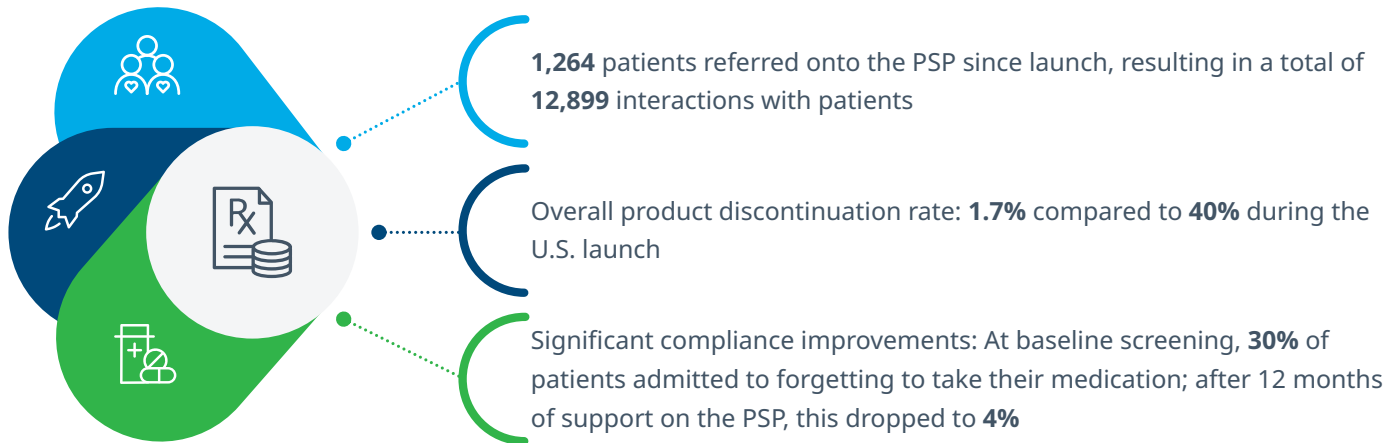 1,264 patients referred onto the PSP since launch, resulting in a total of
12,899 interactions with patients
Rx
Overall product discontinuation rate: 1.7% compared to 40% during the
U.S. launch
Significant compliance improvements: At baseline screening, 30% of
patients admitted to forgetting to take their medication; after 12 months
of support on the PSP, this dropped to 4%